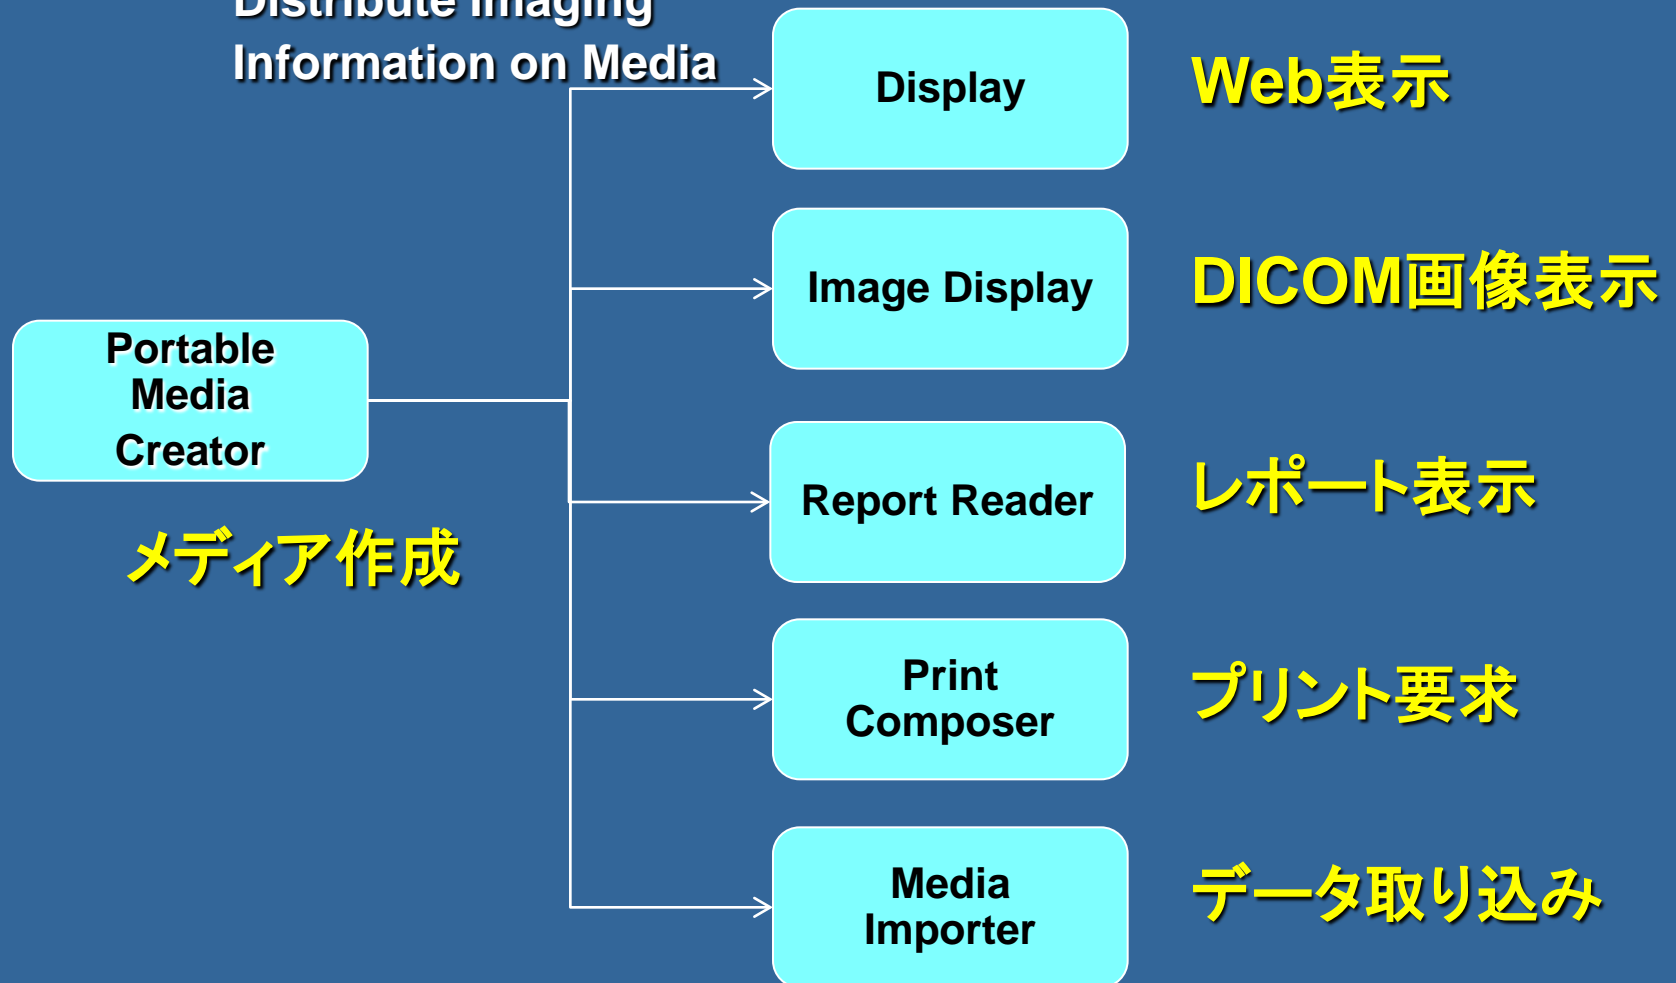 Distribute Imaging
Information on Media
Display
Web表示
Image Display
DICOM画像表示
Portable
Media
Creator
メディア作成
Report Reader
レポート表示
Print
Composer
プリント要求
Media
Importer
データ取り込み